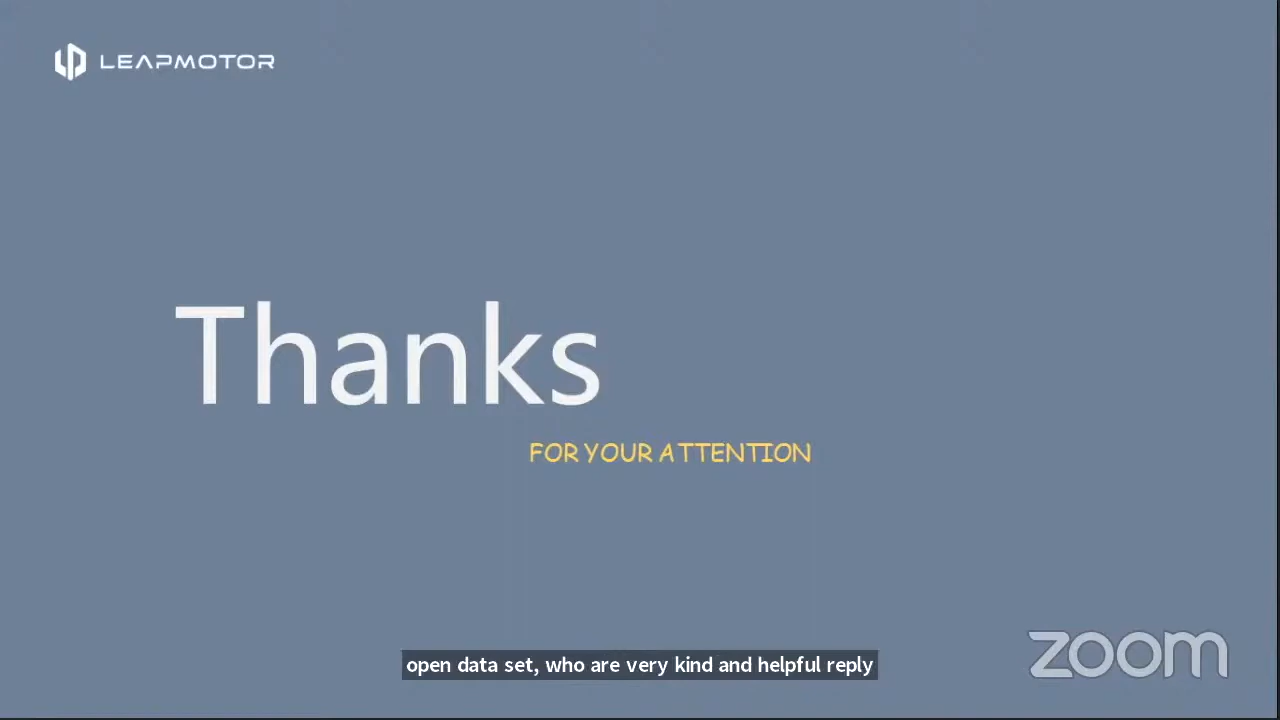 LEAPMOTOR
Thanks
FOR YOUR ATTENTION
open data set, who are very kind and helpful reply
zoom